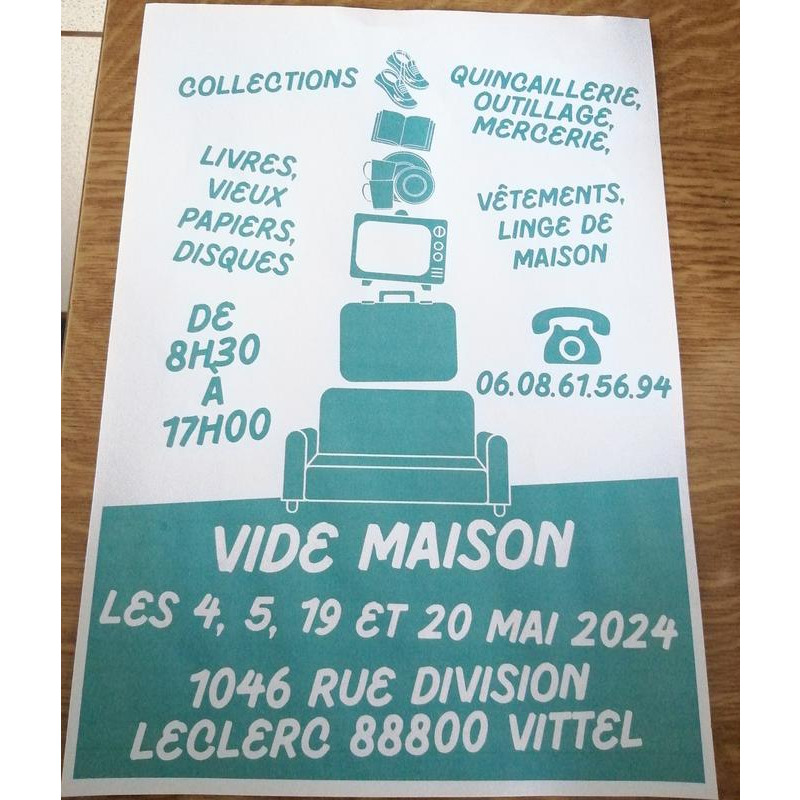 COLLECTIONS
QUINCAILLERIE,
OUTILLAGE,
MERCERIE,
LIVRES,
VIEUX
PAPIERS,
DISQUES
VÊTEMENTS,
LINGE DE
MAISON
DE
8H30
À
17H00
06.08.61.56.94
VIDE MAISON
LES 4, 5, 19 ET 20 MAI 2024
1046 RUE DIVISION
LECLERC 88800 VITTEL